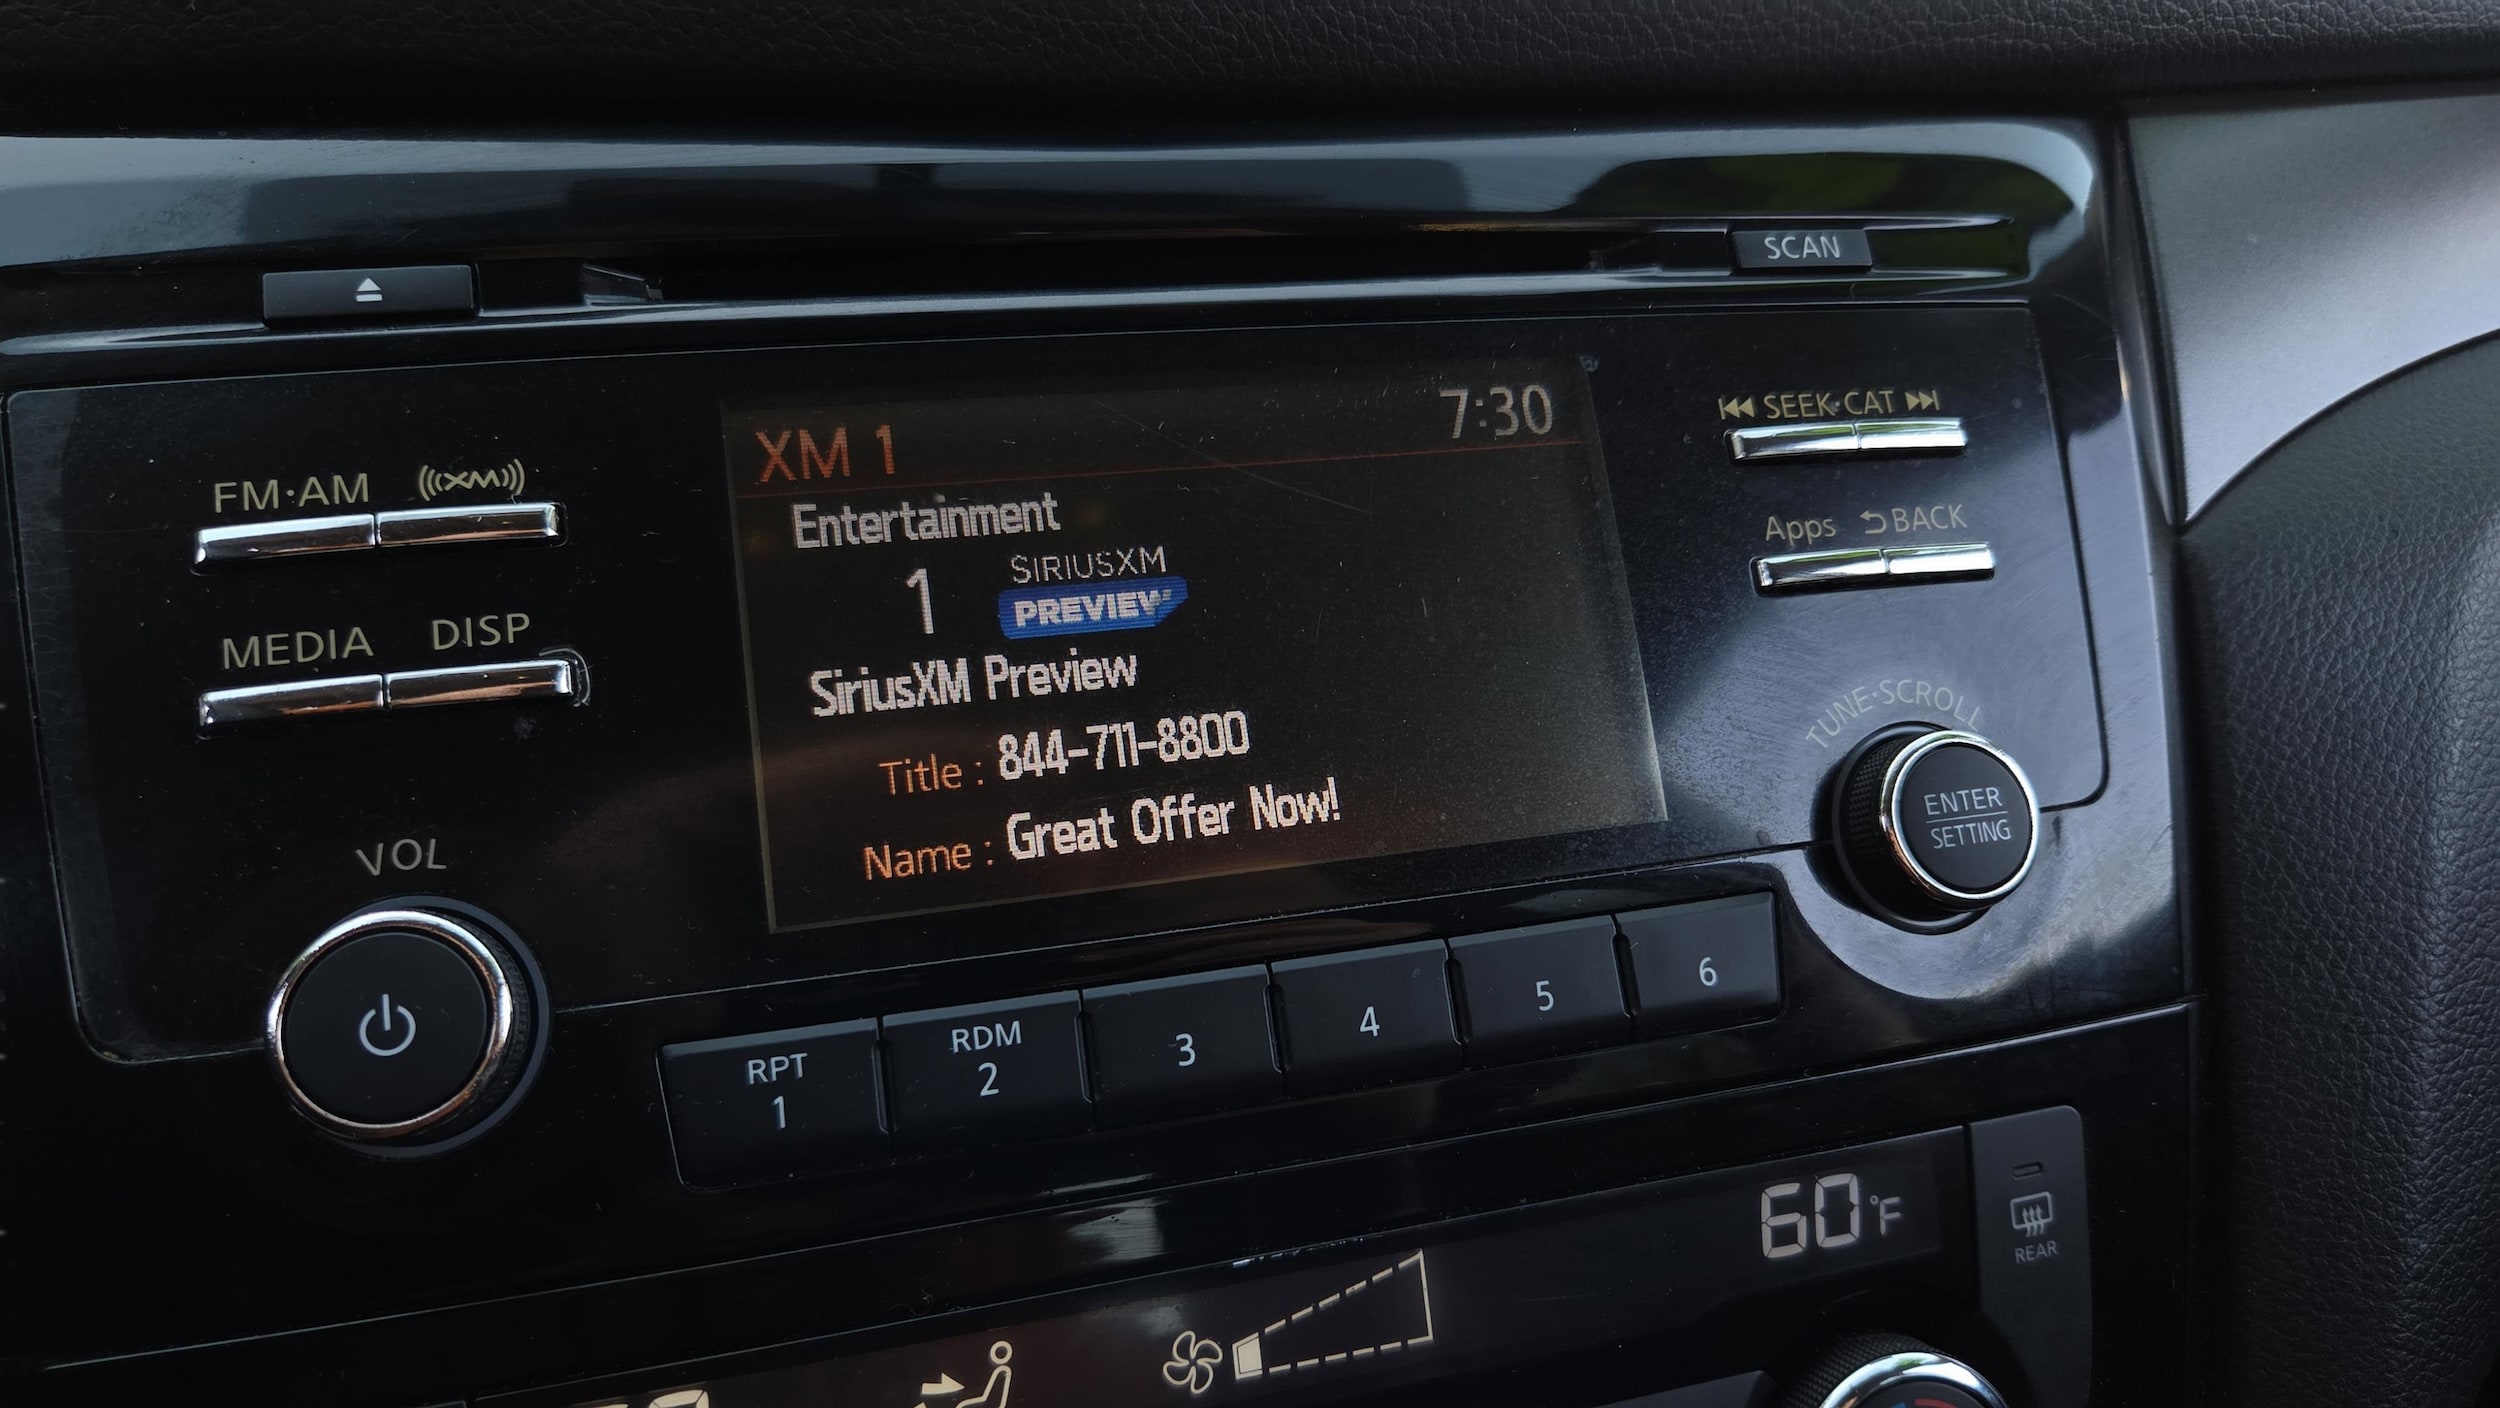 SCAN
FM·AM
XM
MEDIA
DISP
VOL
XM 1
7:30
Entertainment
1
SIRIUSXM
PREVIEW
SiriusXM Preview
Title : 844-711-8800
Name : Great Offer Now!
SEEK·CAT
Apps
BACK
TUNE·SCROLL
ENTER
SETTING
RPT
1
RDM
2
3
4
5
6
60°F
REAR